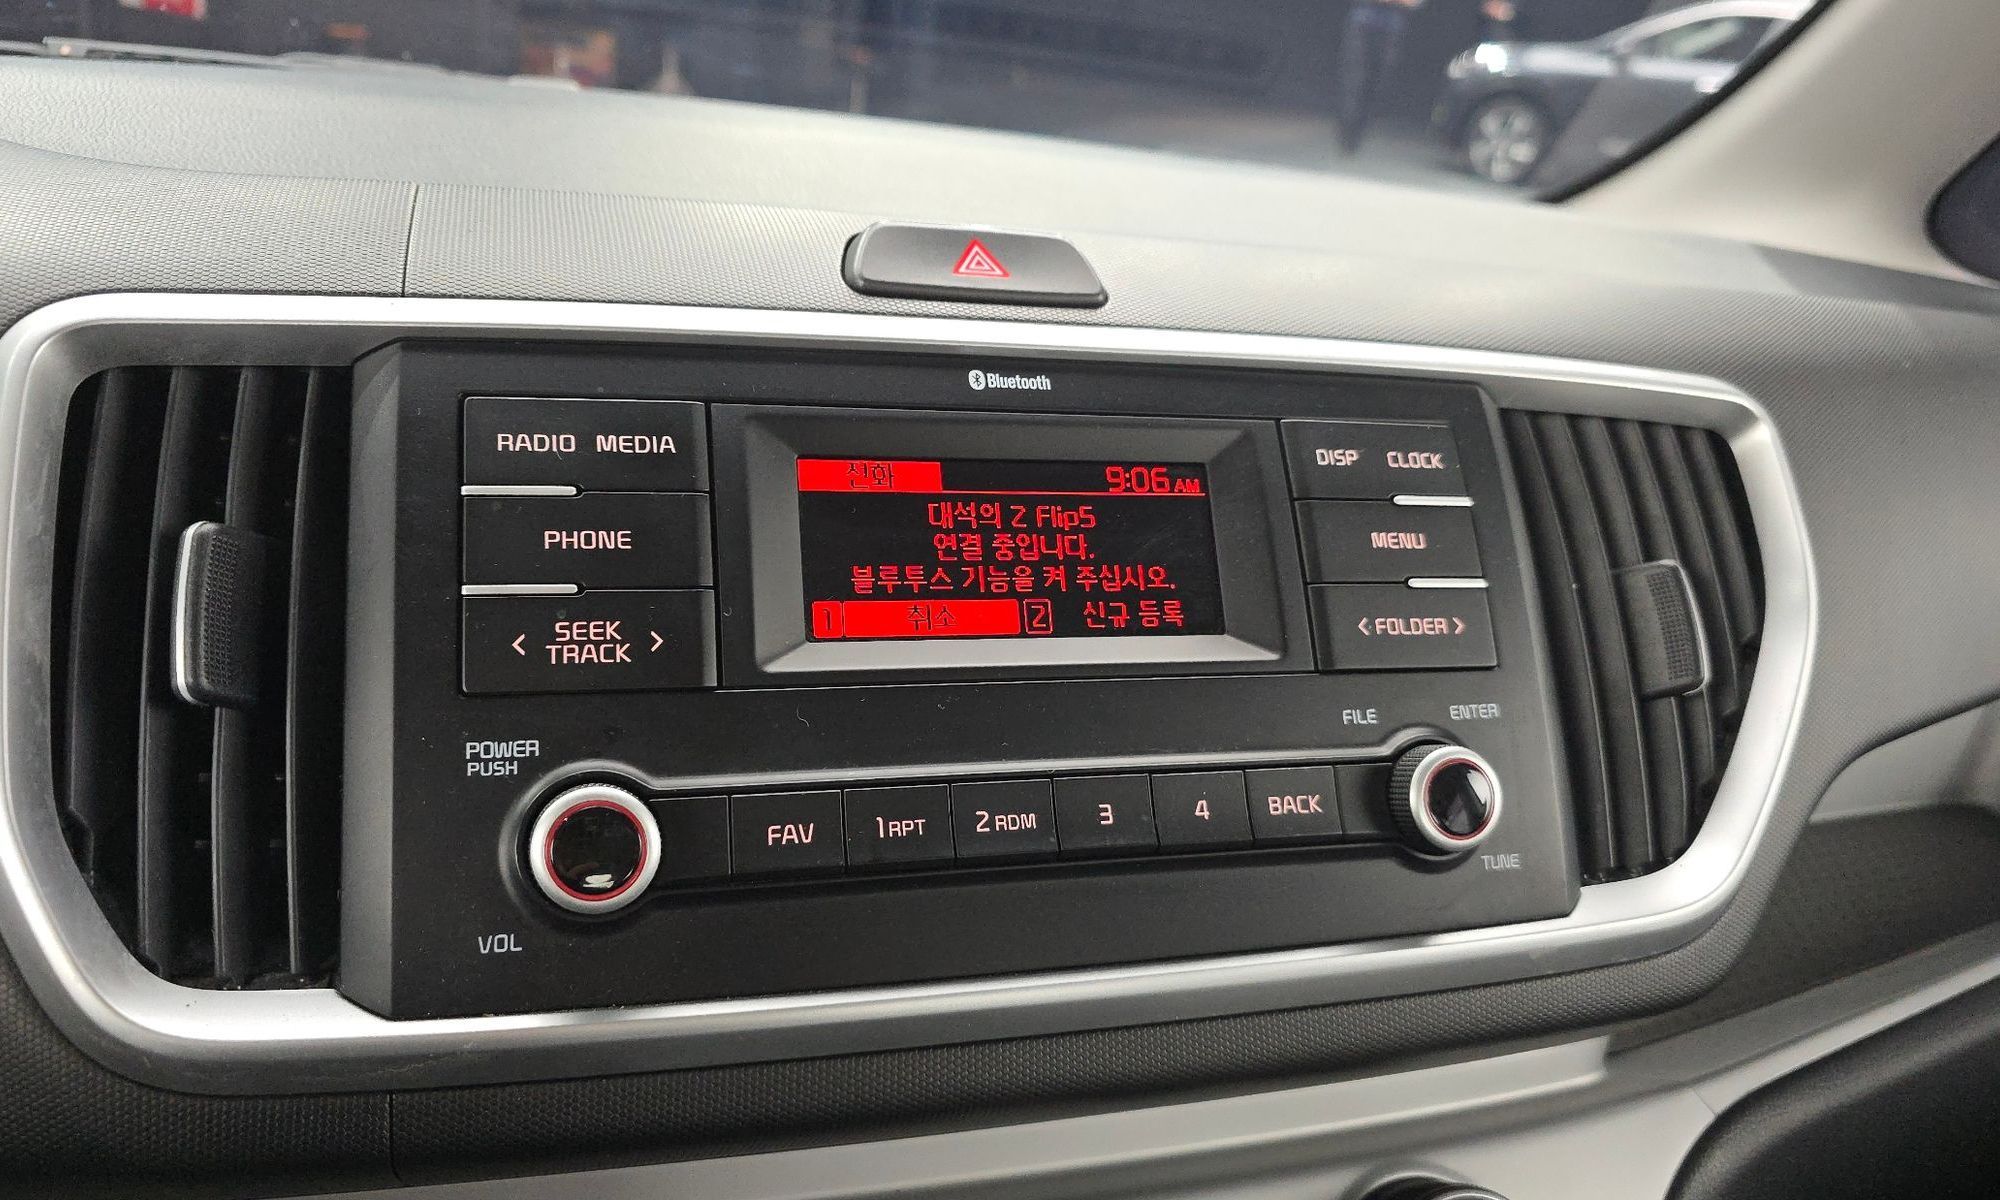 Bluetooth
RADIO MEDIA
PHONE
< SEEK TRACK >
전화 9:06 AM
대석의 Z Flip5
연결 중입니다.
블루투스 기능을 켜 주십시오.
1 취소 2 신규 등록
DISP CLOCK
MENU
< FOLDER >
POWER
PUSH
VOL
FAV 1 RPT 2 RDM 3 4 BACK
FILE
ENTER
TUNE